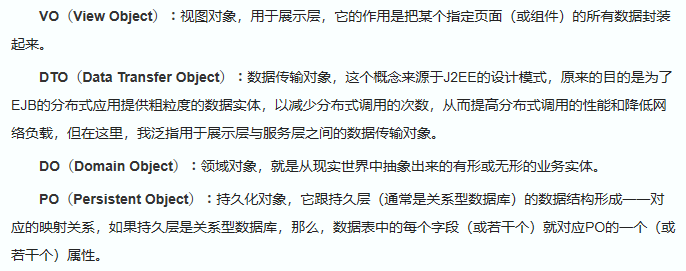 VO（View Object）：视图对象，用于展示层，它的作用是把某个指定页面（或组件）的所有数据封装
起来。
DTO（Data Transfer Object）：数据传输对象，这个概念来源于J2EE的设计模式，原来的目的是为了
EJB的分布式应用提供粗粒度的数据实体，以减少分布式调用的次数，从而提高分布式调用的性能和降低网
络负载，但在这里，我泛指用于展示层与服务层之间的数据传输对象。
DO（Domain Object）：领域对象，就是从现实世界中抽象出来的有形或无形的业务实体。
PO（Persistent Object）：持久化对象，它跟持久层（通常是关系型数据库）的数据结构形成一一对
应的映射关系，如果持久层是关系型数据库，那么，数据表中的每个字段（或若干个）就对应PO的一个（或
若干个）属性。